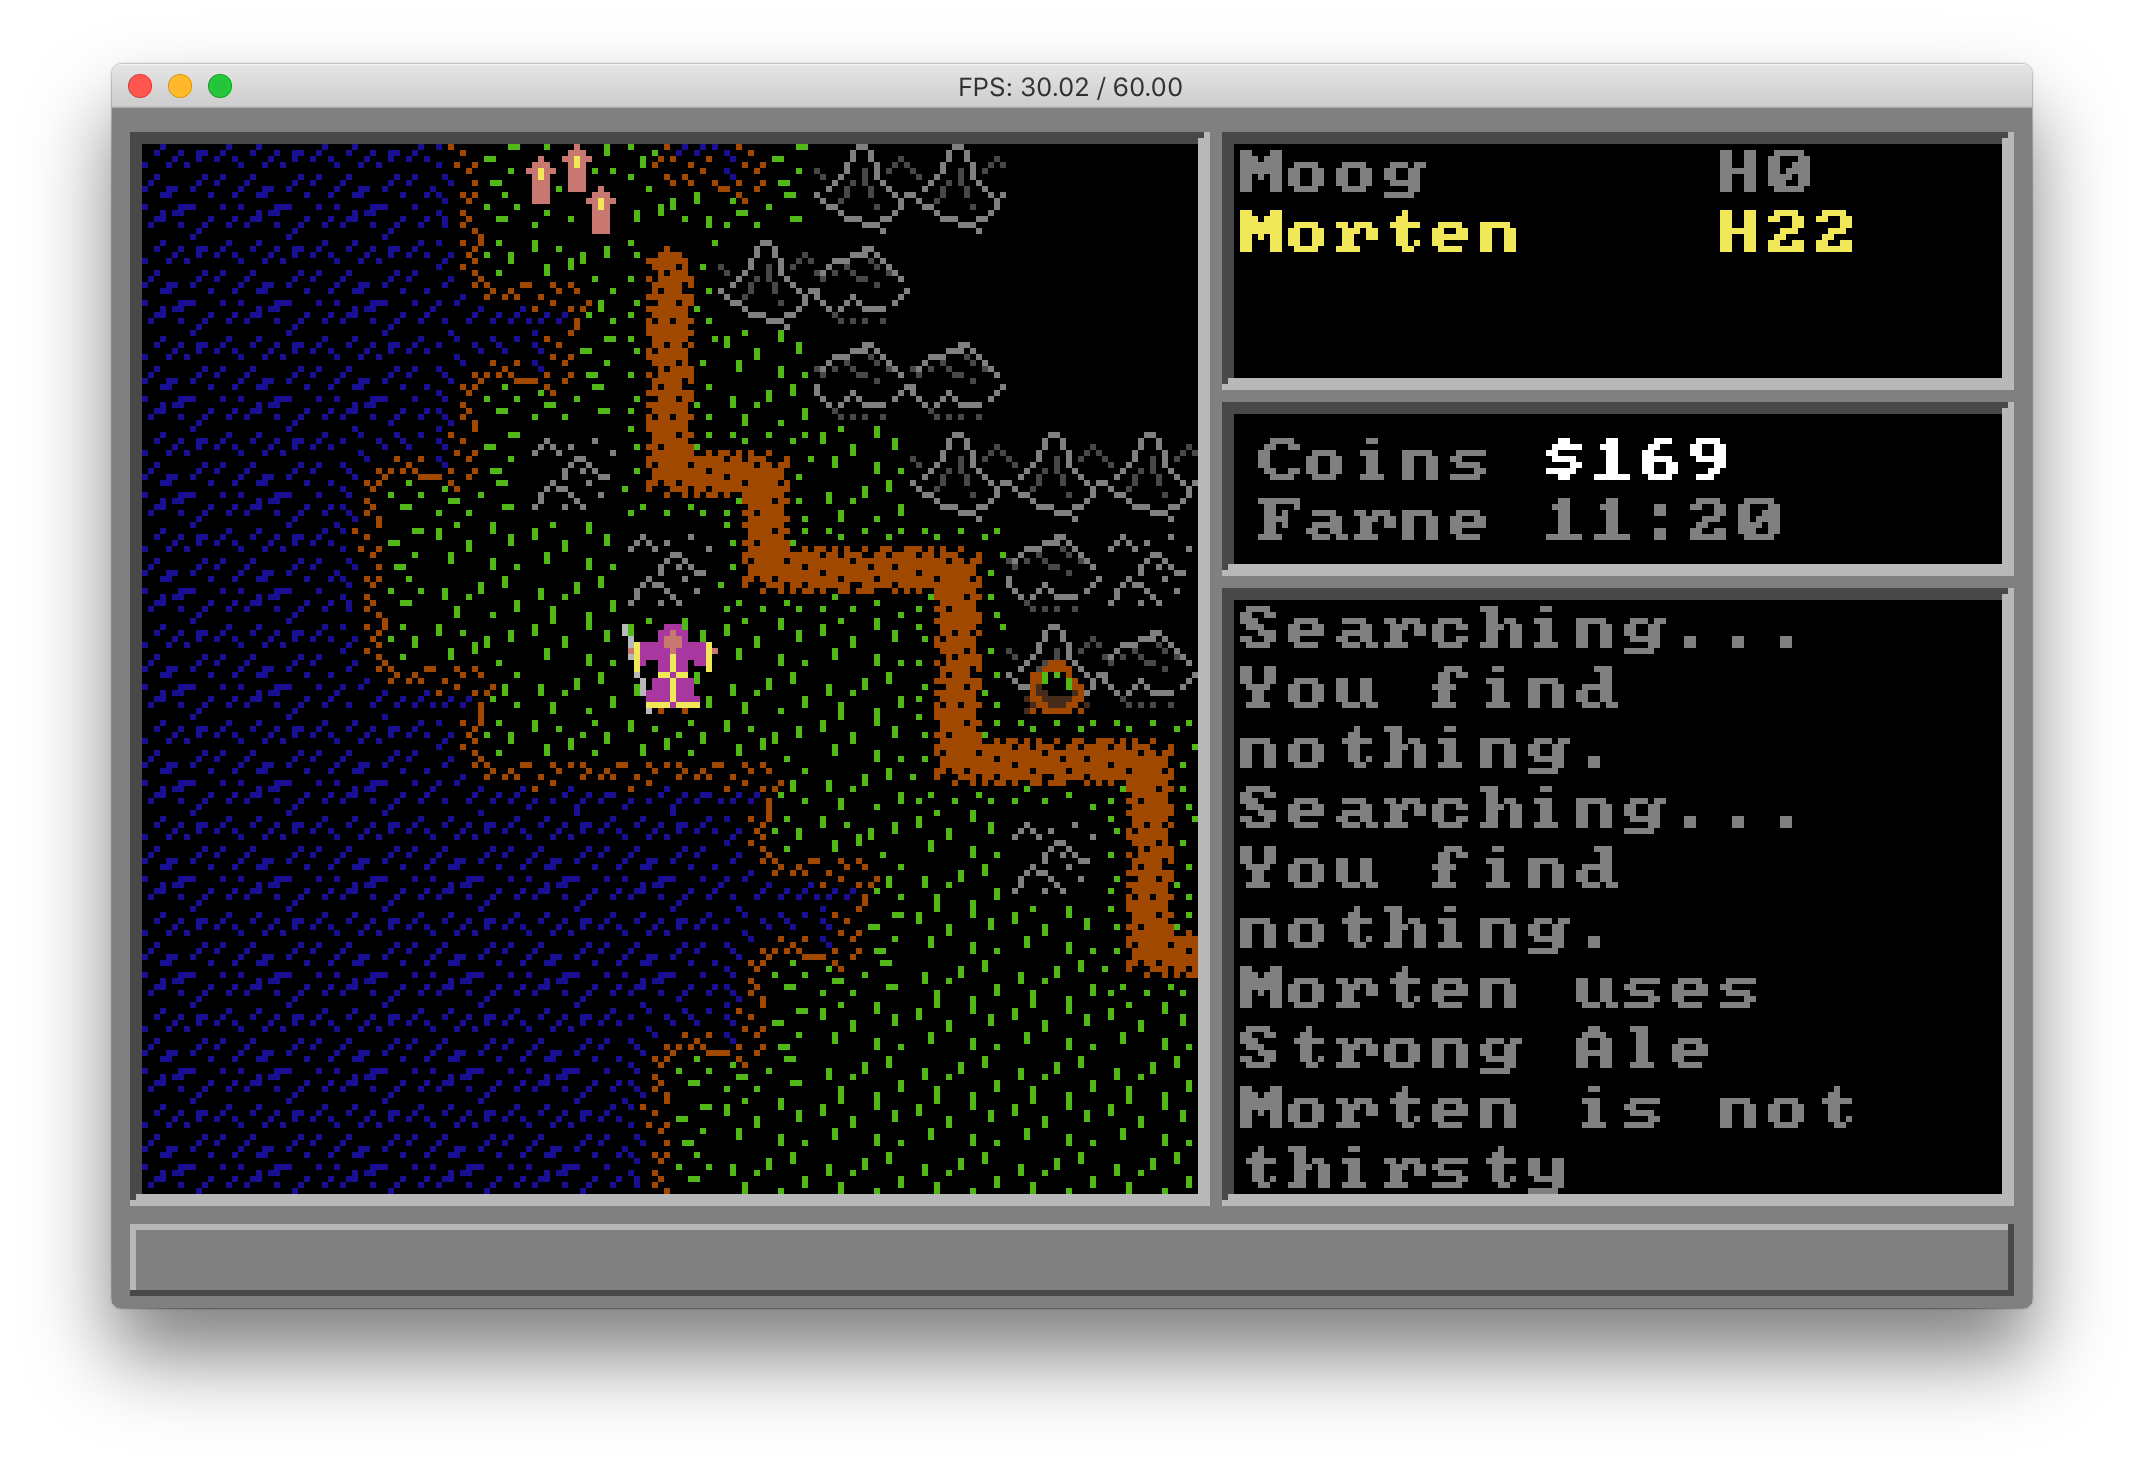 FPS: 30.02 / 60.00
Moog H0
Morten H22
Coins $169
Farne 11:20
Searching...
You find
nothing.
Searching...
You find
nothing.
Morten uses
Strong Ale
Morten is not
thirsty